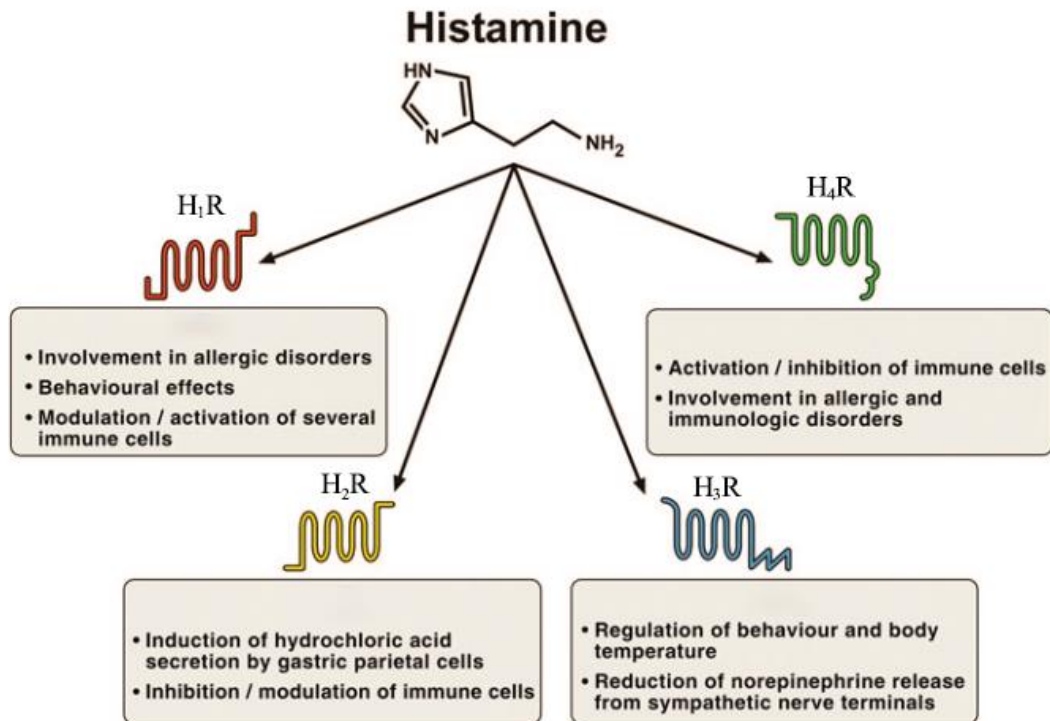 Histamine
HN
N
NH₂
H₁R
• Involvement in allergic disorders
• Behavioural effects
• Modulation / activation of several
immune cells
H₄R
• Activation / inhibition of immune cells
• Involvement in allergic and
immunologic disorders
H₂R
• Induction of hydrochloric acid
secretion by gastric parietal cells
• Inhibition / modulation of immune cells
H₃R
• Regulation of behaviour and body
temperature
• Reduction of norepinephrine release
from sympathetic nerve terminals